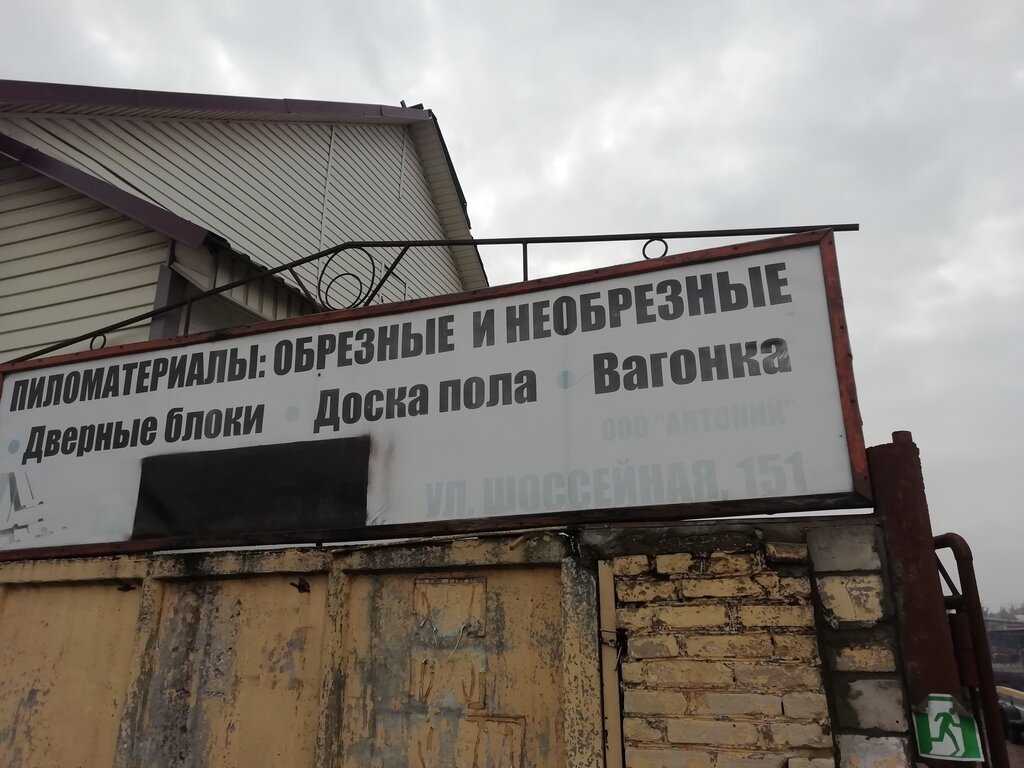 ПИЛОМАТЕРИАЛЫ: ОБРЕЗНЫЕ И НЕОБРЕЗНЫЕ
• Дверные блоки • Доска пола • Вагонка
ООО "АНТОНИЙ"
УЛ. ШОССЕЙНАЯ, 151